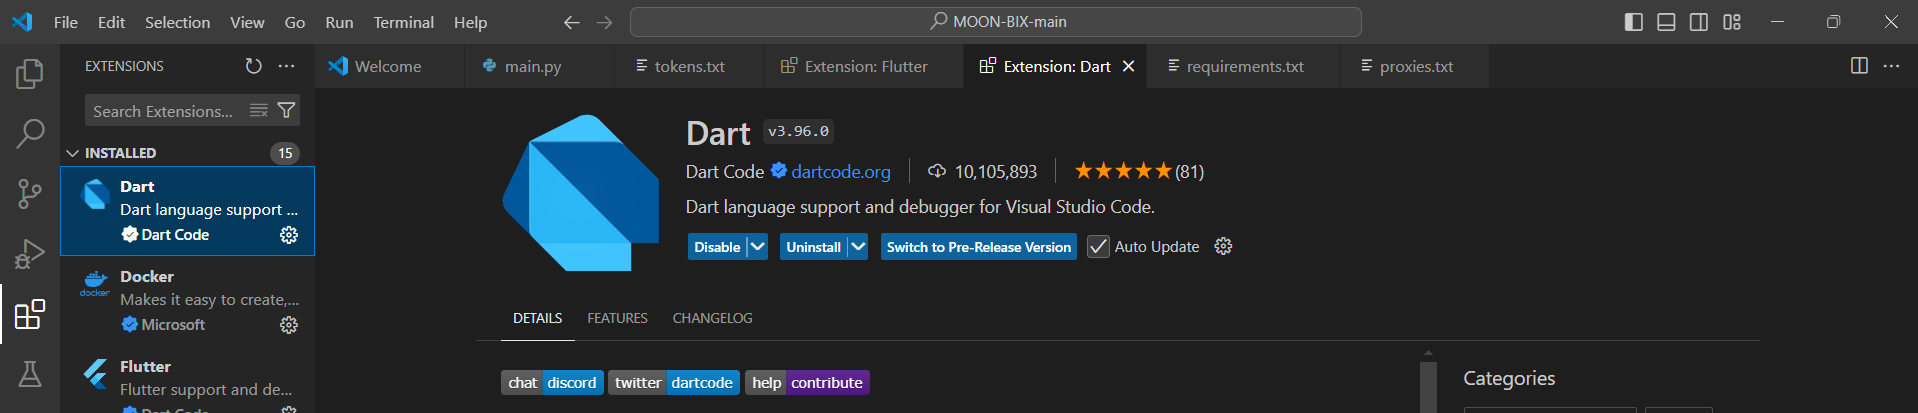 File Edit Selection View Go Run Terminal Help
MOON-BIX-main
EXTENSIONS
Welcome
main.py
tokens.txt
Extension: Flutter
Extension: Dart
requirements.txt
proxies.txt
Search Extensions...
INSTALLED 15
Dart
Dart language support ...
Dart Code
docker
Docker
Makes it easy to create,...
Microsoft
Flutter
Flutter support and de...
Dart Code
Dart v3.96.0
Dart Code dartcode.org 10,105,893 (81)
Dart language support and debugger for Visual Studio Code.
Disable Uninstall Switch to Pre-Release Version Auto Update
DETAILS FEATURES CHANGELOG
chat discord twitter dartcode help contribute
Categories